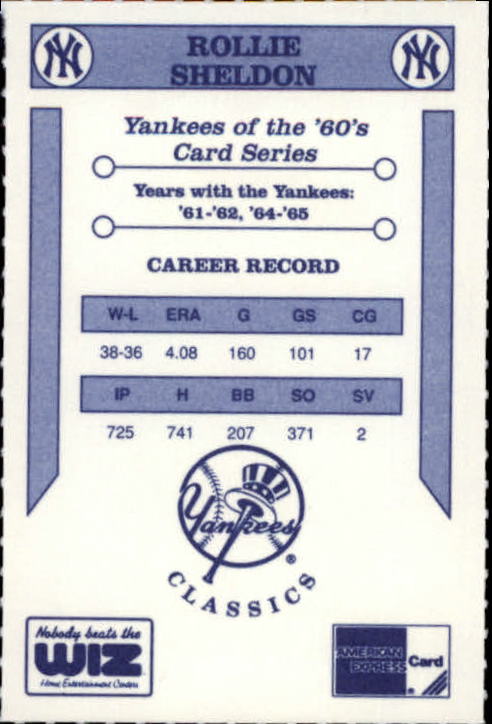 NY
ROLLIE
NY
SHELDON
Yankees of the '60's
Card Series
Years with the Yankees:
'61-'62, '64-'65
CAREER RECORD
W-L ERA G GS CG
38-36 4.08 160 101 17
IP H BB SO SV
725 741 207 371 2
Yankees
®
CLASSICS
Nobody beats the
WIZ
Home Entertainment Centers
AMERICAN
EXPRESS
®
Card